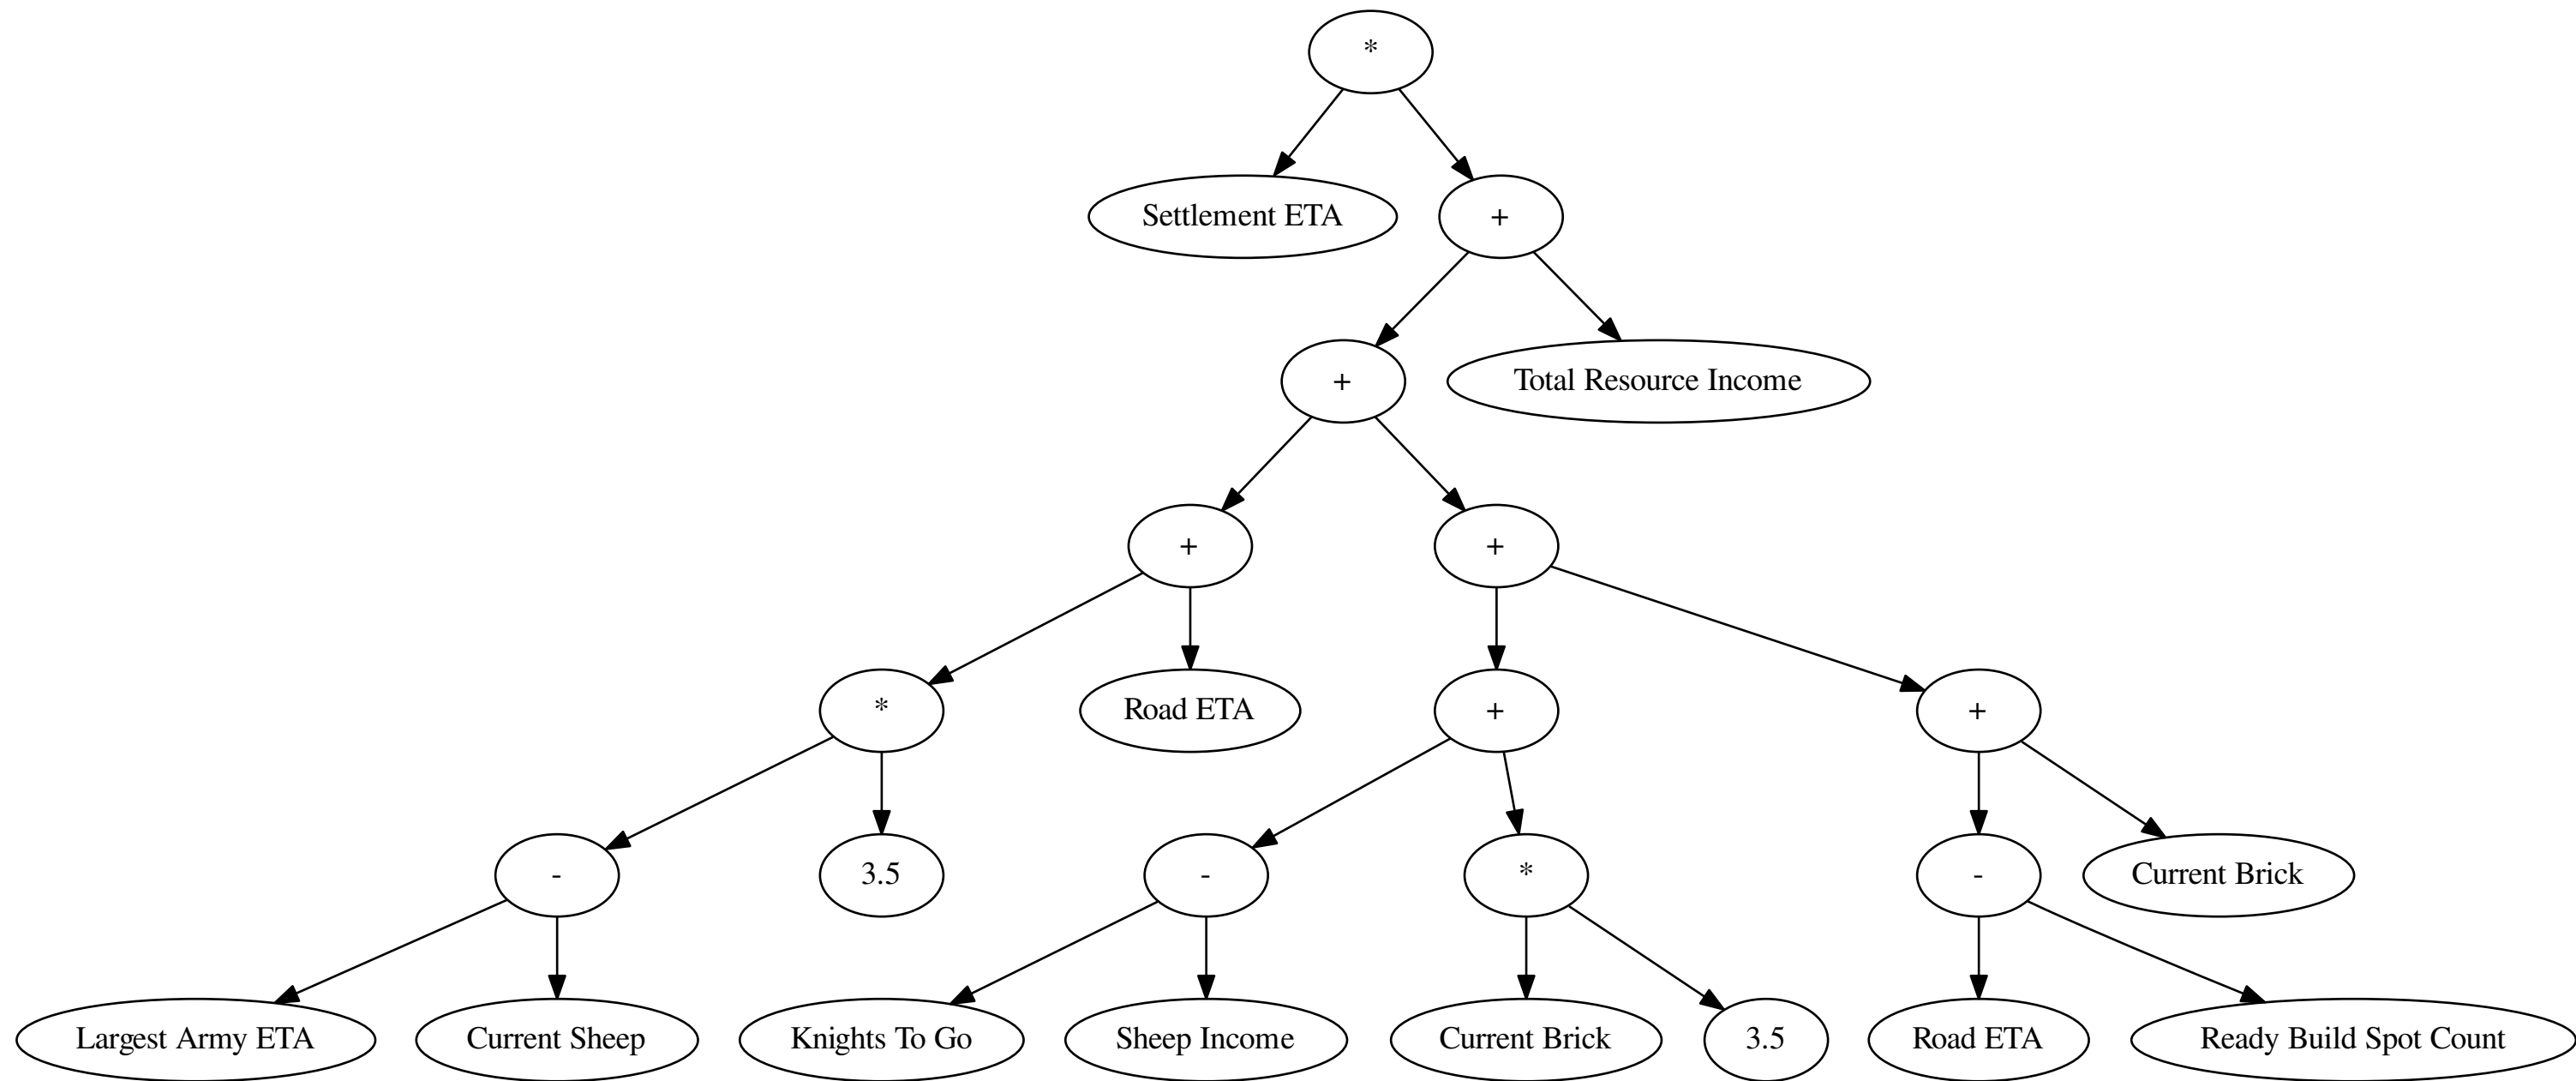 *
Settlement ETA
+
+
Total Resource Income
+
+
*
Road ETA
+
+
-
3.5
-
*
-
Current Brick
Largest Army ETA
Current Sheep
Knights To Go
Sheep Income
Current Brick
3.5
Road ETA
Ready Build Spot Count